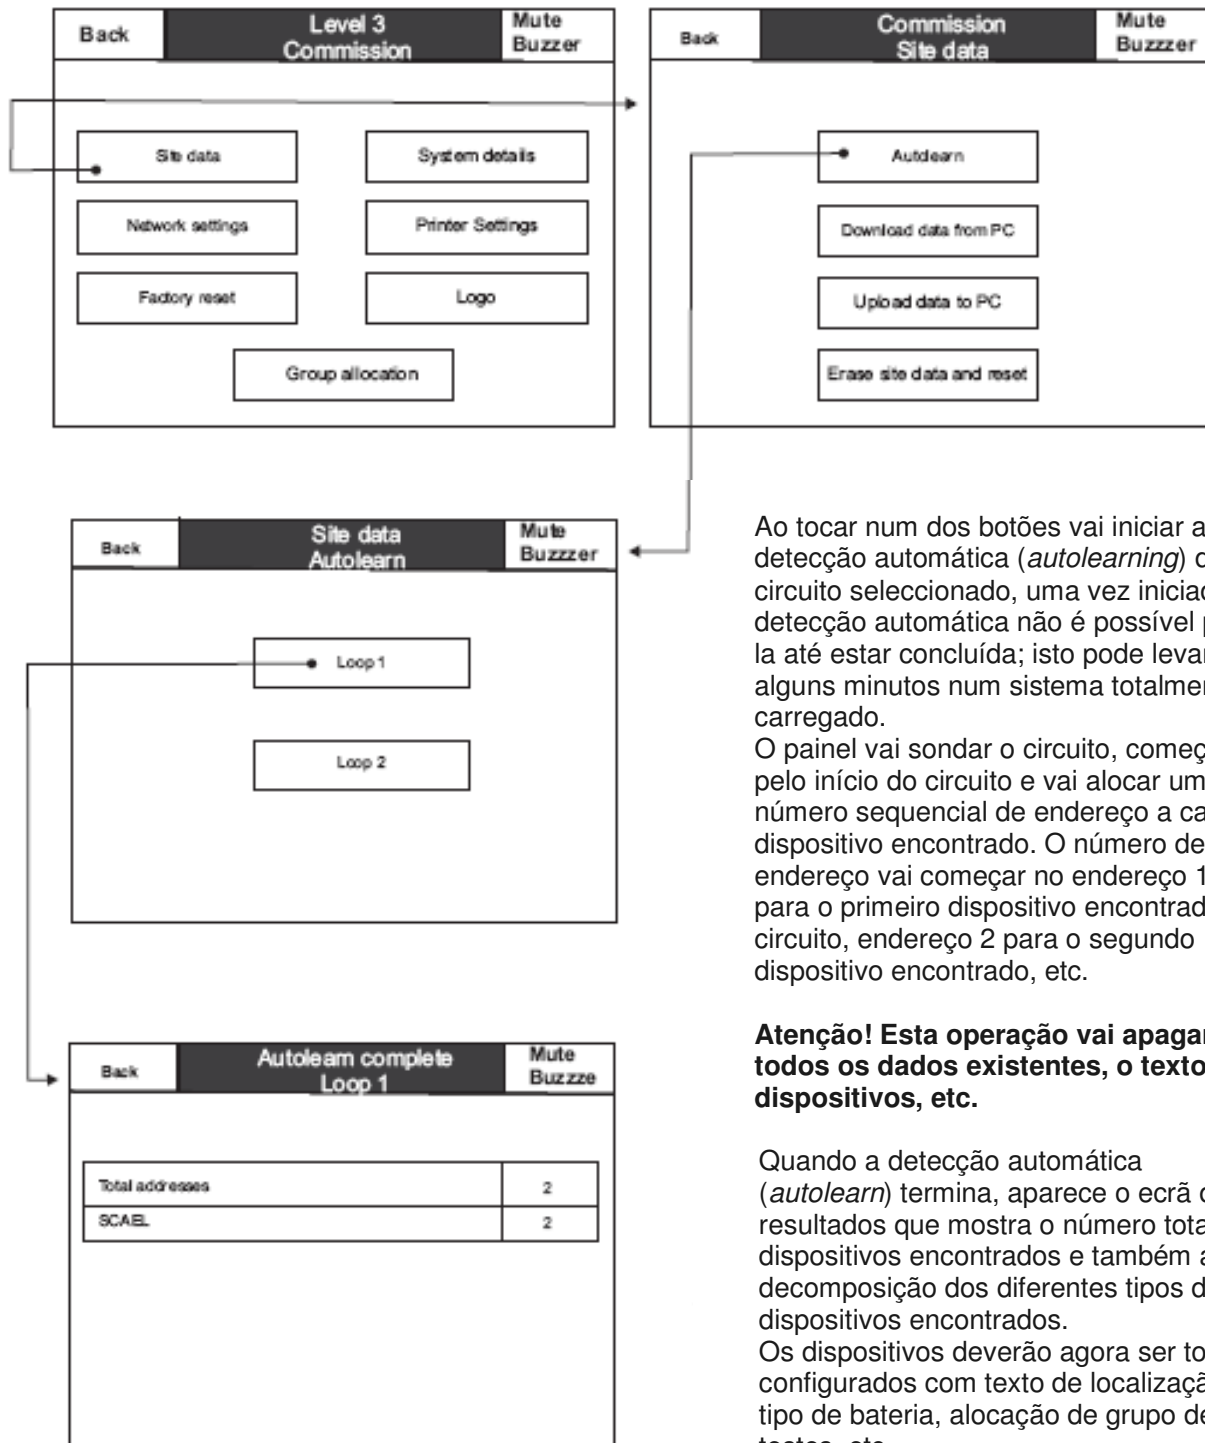 Back
Level 3
Commission
Mute
Buzzer
Site data
System details
Network settings
Printer Settings
Factory reset
Logo
Group allocation
Back
Commission
Site data
Mute
Buzzzer
Autolearn
Download data from PC
Upload data to PC
Erase site data and reset
Back
Site data
Autolearn
Mute
Buzzzer
Loop 1
Loop 2
Back
Autolearn complete
Loop 1
Mute
Buzzze
Total addresses 2
SCAEL 2
Ao tocar num dos botões vai iniciar a
detecção automática (autolearning)
circuito seleccionado, uma vez
detecção automática não é possível
la até estar concluída; isto pode
alguns minutos num sistema
carregado.
O painel vai sondar o circuito,
pelo início do circuito e vai alocar um
número sequencial de endereço a
dispositivo encontrado. O número de
endereço vai começar no endereço 1
para o primeiro dispositivo
circuito, endereço 2 para o segundo
dispositivo encontrado, etc.
Atenção! Esta operação vai apagar
todos os dados existentes, o texto
dispositivos, etc.
Quando a detecção automática
(autolearn) termina, aparece o ecrã
resultados que mostra o número
dispositivos encontrados e também a
decomposição dos diferentes tipos
dispositivos encontrados.
Os dispositivos deverão agora ser
configurados com texto de
tipo de bateria, alocação de grupo de